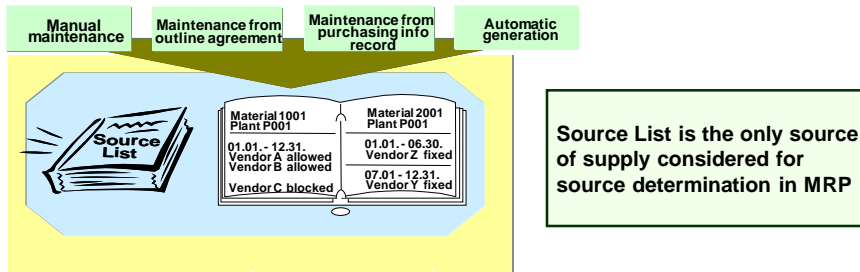 Manual
maintenance
Maintenance from
outline agreement
Maintenance from
purchasing info
record
Automatic
generation
Source
List
Material 1001
Plant P001
01.01. - 12.31.
Vendor A allowed
Vendor B allowed
Vendor C blocked
Material 2001
Plant P001
01.01. - 06.30.
Vendor Z fixed
07.01 - 12.31.
Vendor Y fixed
Source List is the only source
of supply considered for
source determination in MRP